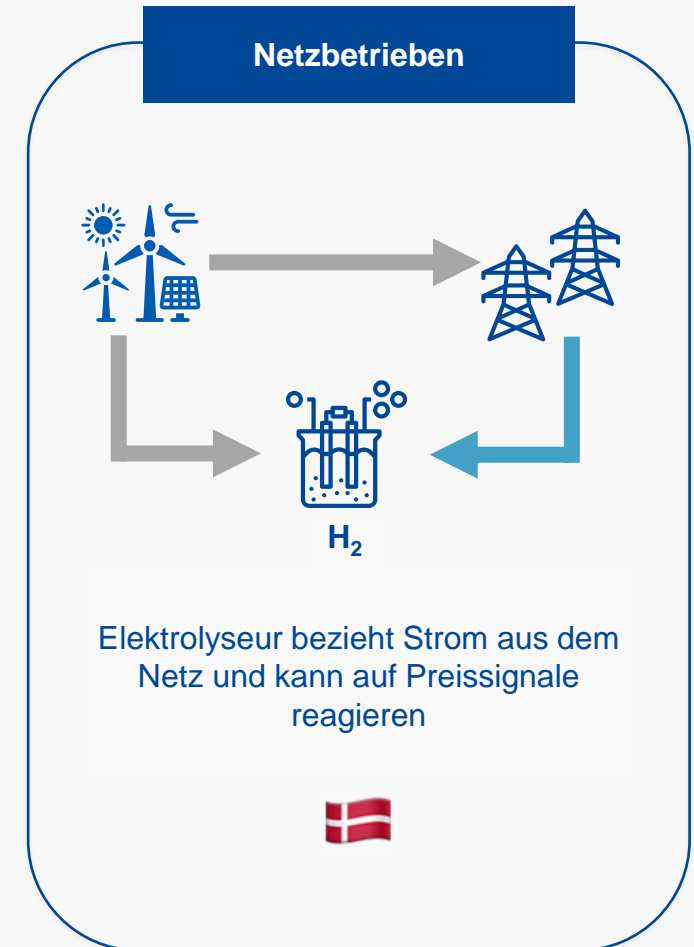 Netzbetrieben
H₂
Elektrolyseur bezieht Strom aus dem
Netz und kann auf Preissignale
reagieren